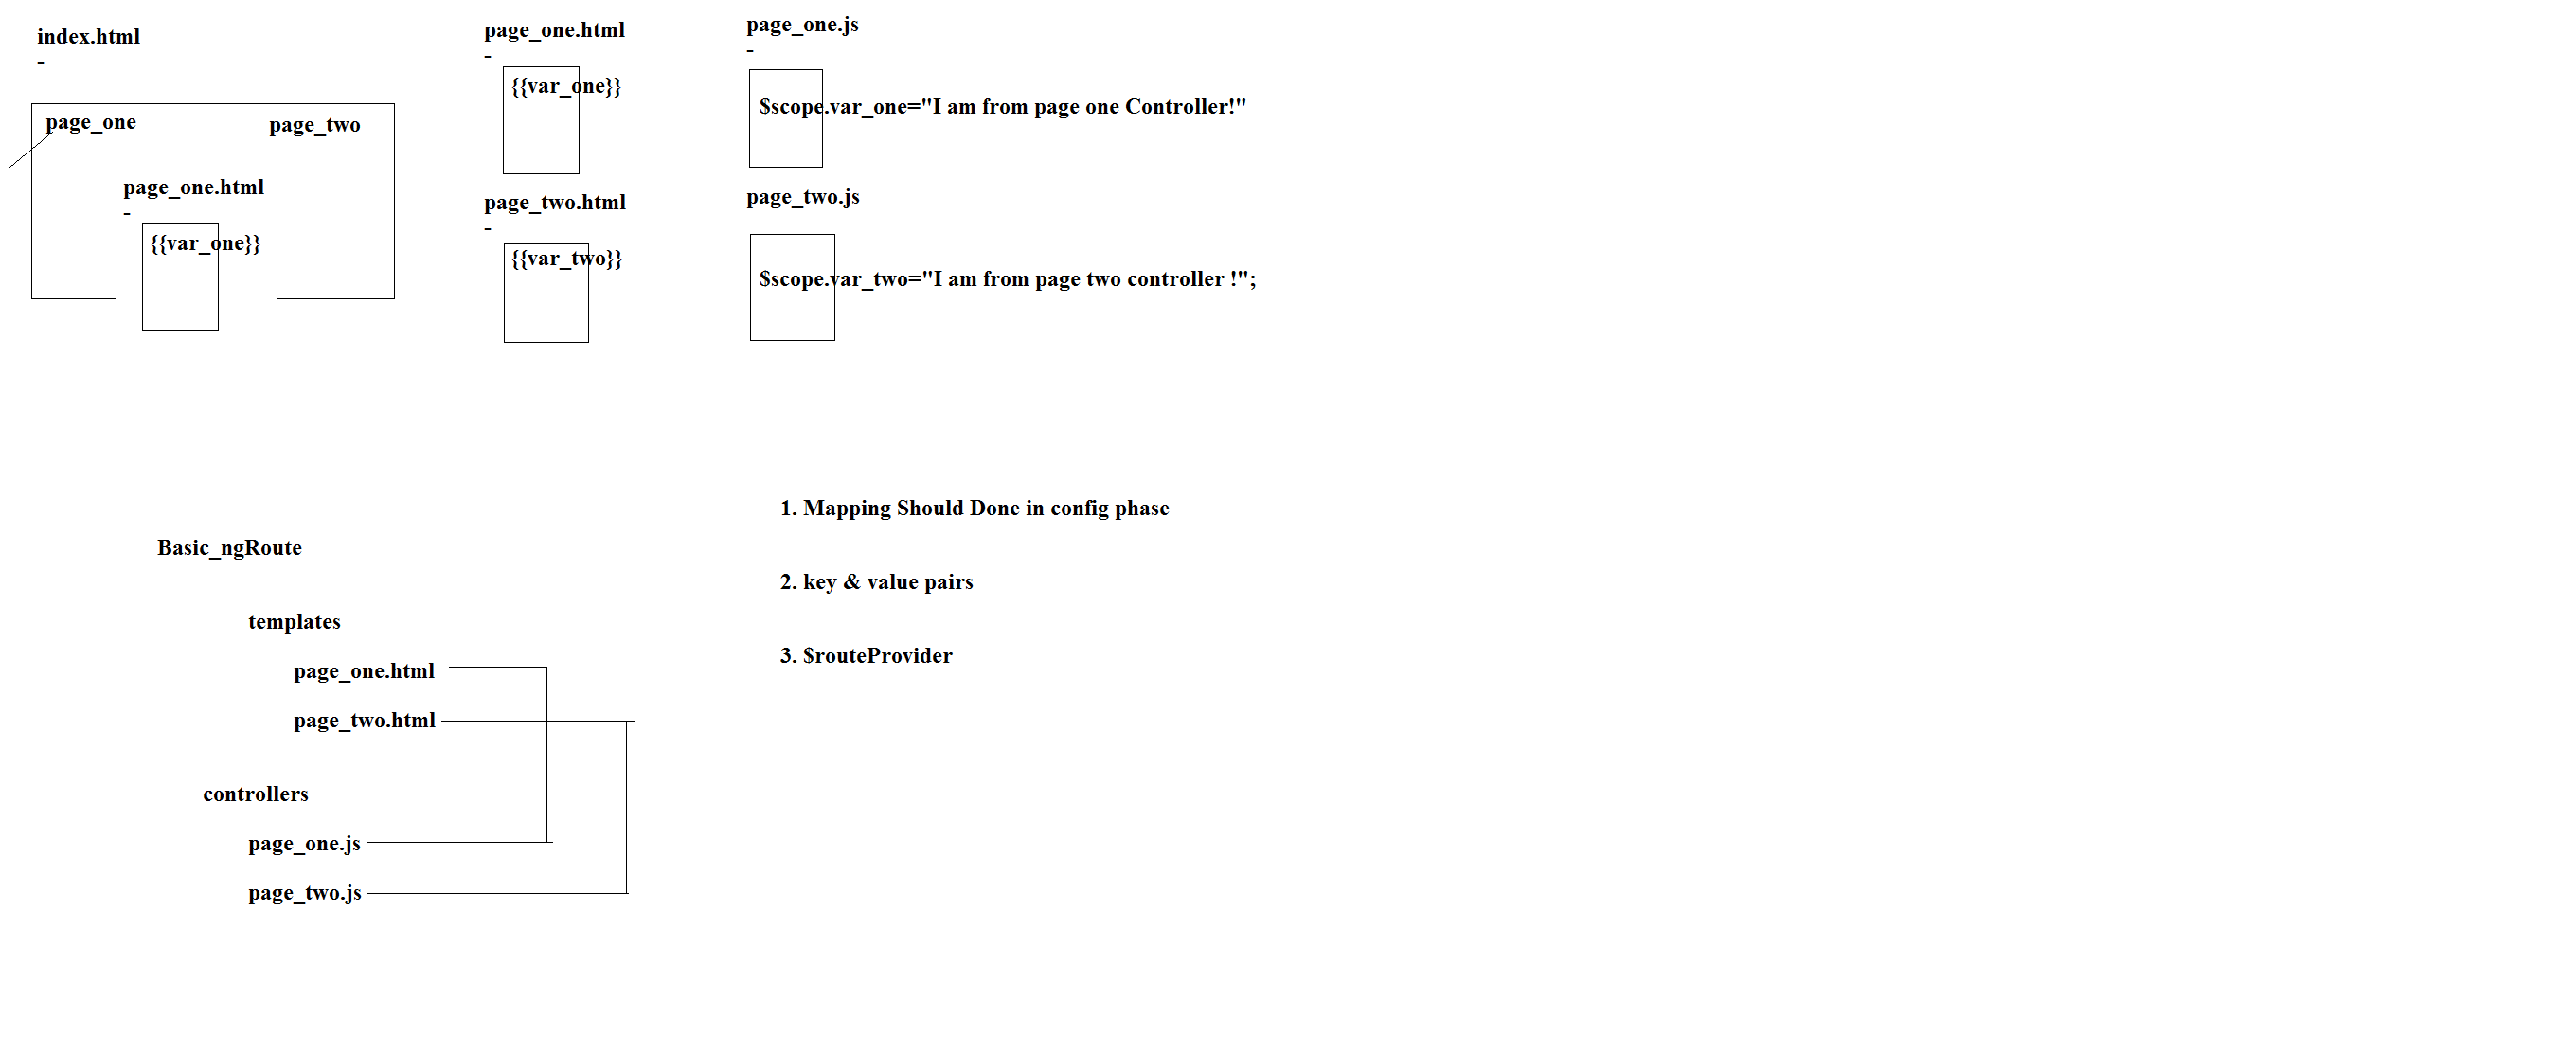 index.html
-
page_one
page_two
page_one.html
-
{{var_one}}
page_one.html
-
{{var_one}}
page_two.html
-
{{var_two}}
page_one.js
-
$scope.var_one="I am from page one Controller!"
page_two.js
$scope.var_two="I am from page two controller !";
Basic_ngRoute
templates
page_one.html
page_two.html
controllers
page_one.js
page_two.js
1. Mapping Should Done in config phase
2. key & value pairs
3. $routeProvider